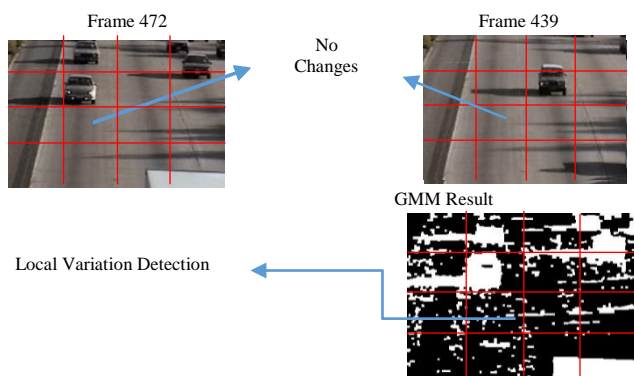 Frame 472
Frame 439
No
Changes
GMM Result
Local Variation Detection